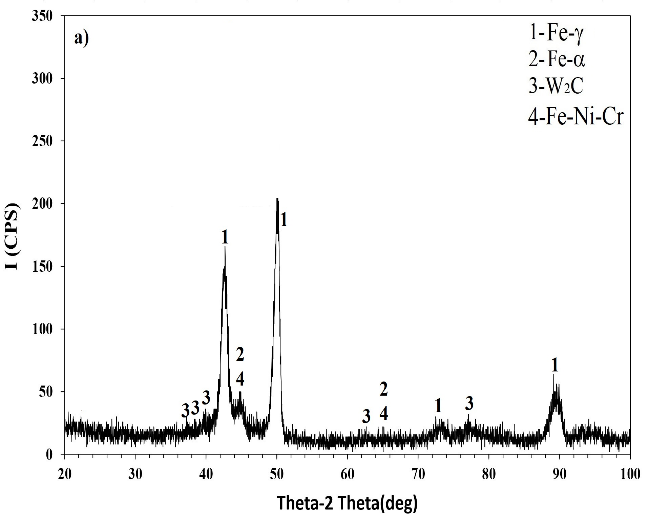 350
300
250
200
150
100
50
0
I (CPS)
a)
1-Fe-γ
2-Fe-α
3-W₂C
4-Fe-Ni-Cr
3
3
3
1
2
4
1
3
2
4
1
3
1
20 30 40 50 60 70 80 90 100
Theta-2 Theta(deg)